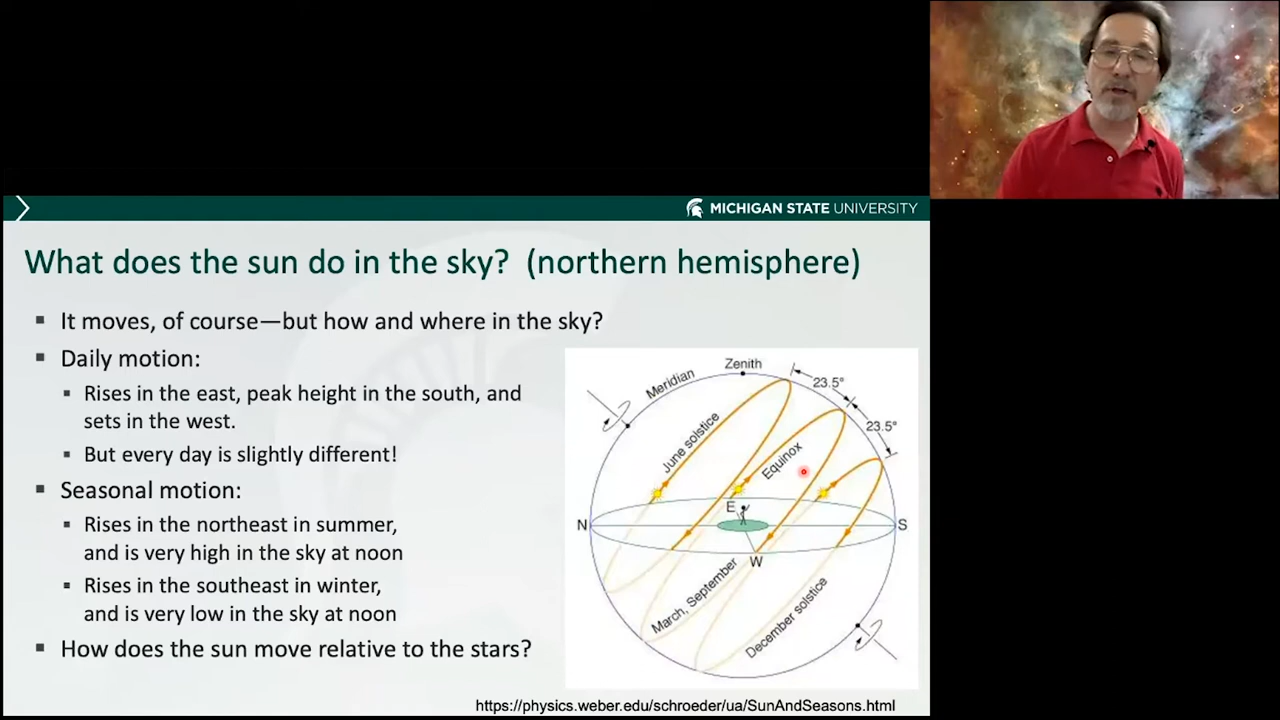 MICHIGAN STATE UNIVERSITY
What does the sun do in the sky? (northern hemisphere)
▪ It moves, of course—but how and where in the sky?
▪ Daily motion:
▪ Rises in the east, peak height in the south, and
sets in the west.
▪ But every day is slightly different!
▪ Seasonal motion:
▪ Rises in the northeast in summer,
and is very high in the sky at noon
▪ Rises in the southeast in winter,
and is very low in the sky at noon
▪ How does the sun move relative to the stars?
Zenith
Meridian
23.5°
23.5°
June solstice
Equinox
N
E
S
W
March, September
December solstice
https://physics.weber.edu/schroeder/ua/SunAndSeasons.html